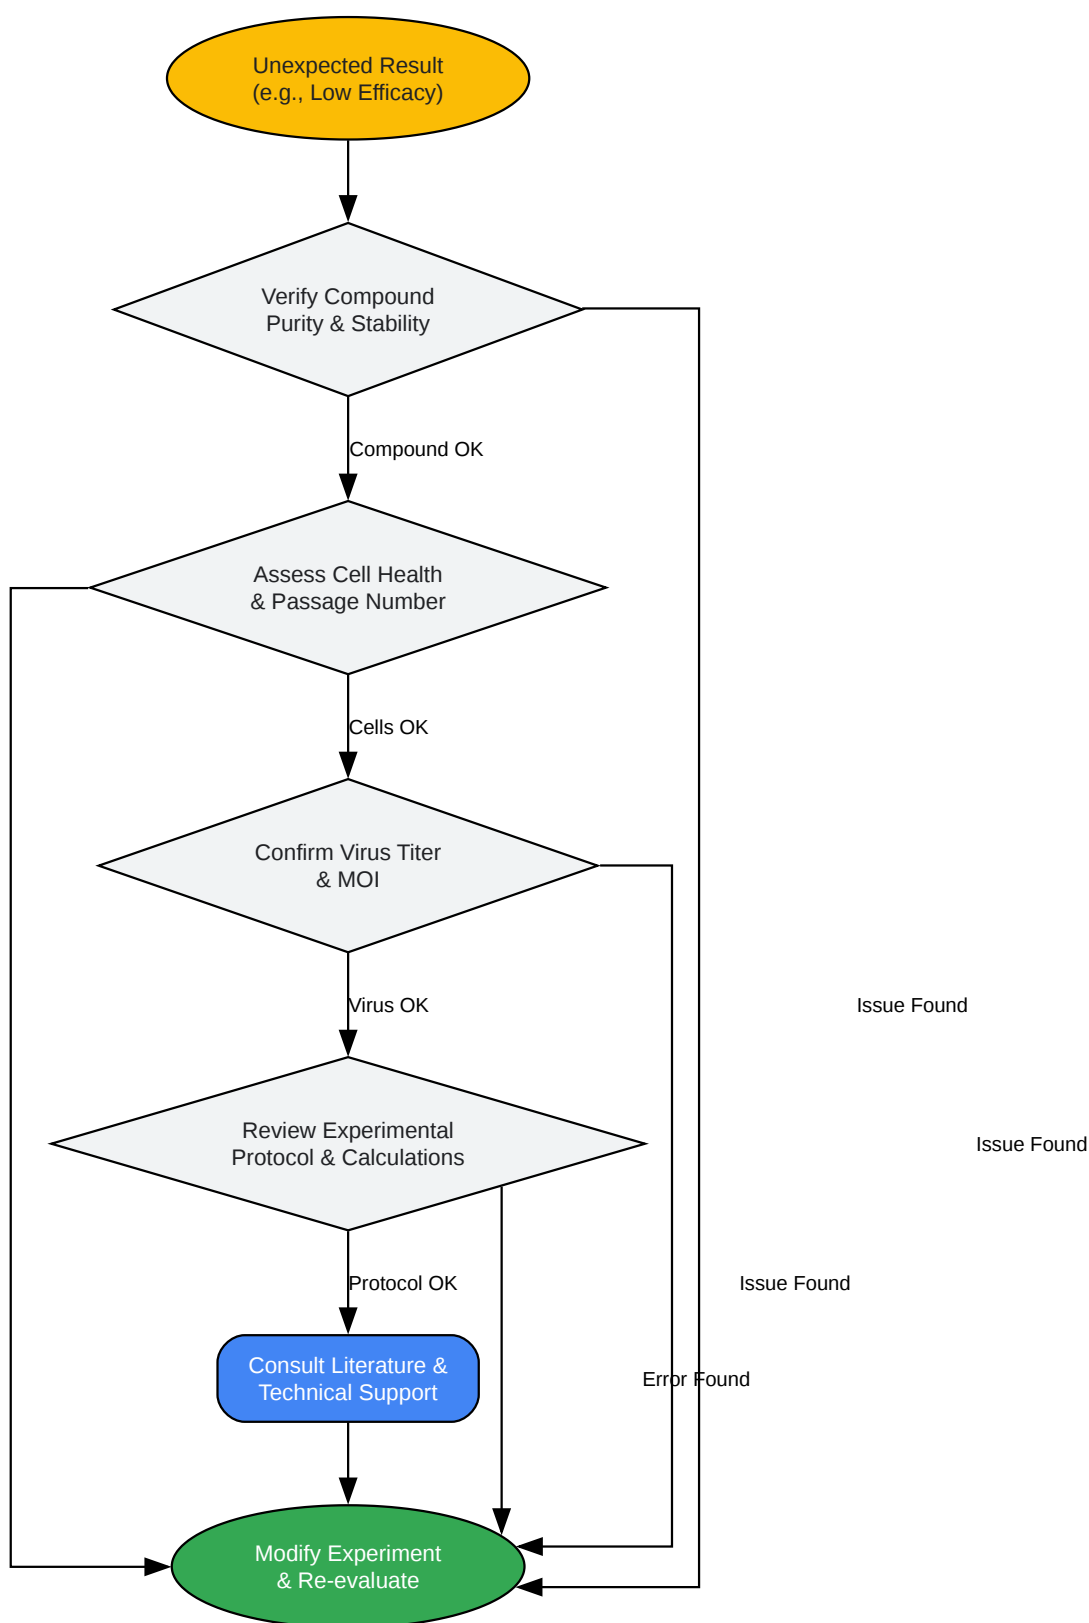 Unexpected Result
(e.g., Low Efficacy)
Verify Compound
Purity & Stability
Compound OK
Assess Cell Health
& Passage Number
Cells OK
Confirm Virus Titer
& MOI
Virus OK
Issue Found
Review Experimental
Protocol & Calculations
Issue Found
Protocol OK
Issue Found
Consult Literature &
Technical Support
Error Found
Modify Experiment
& Re-evaluate